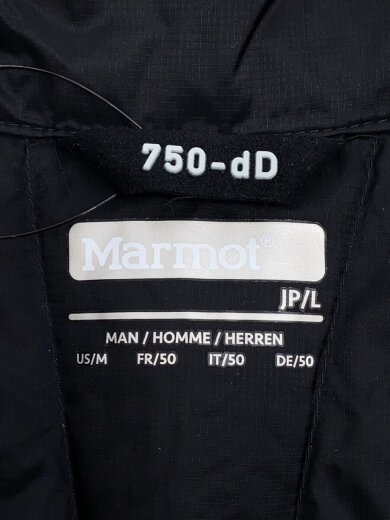 750-dD
Marmot®
JP/L
MAN / HOMME / HERREN
US/M FR/50 IT/50 DE/50